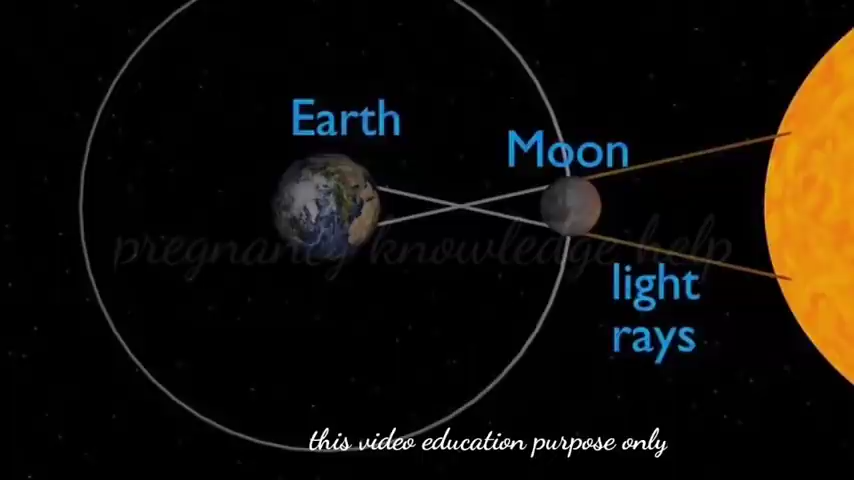 Earth
Moon
pregnancy knowledge help
light
rays
this video education purpose only